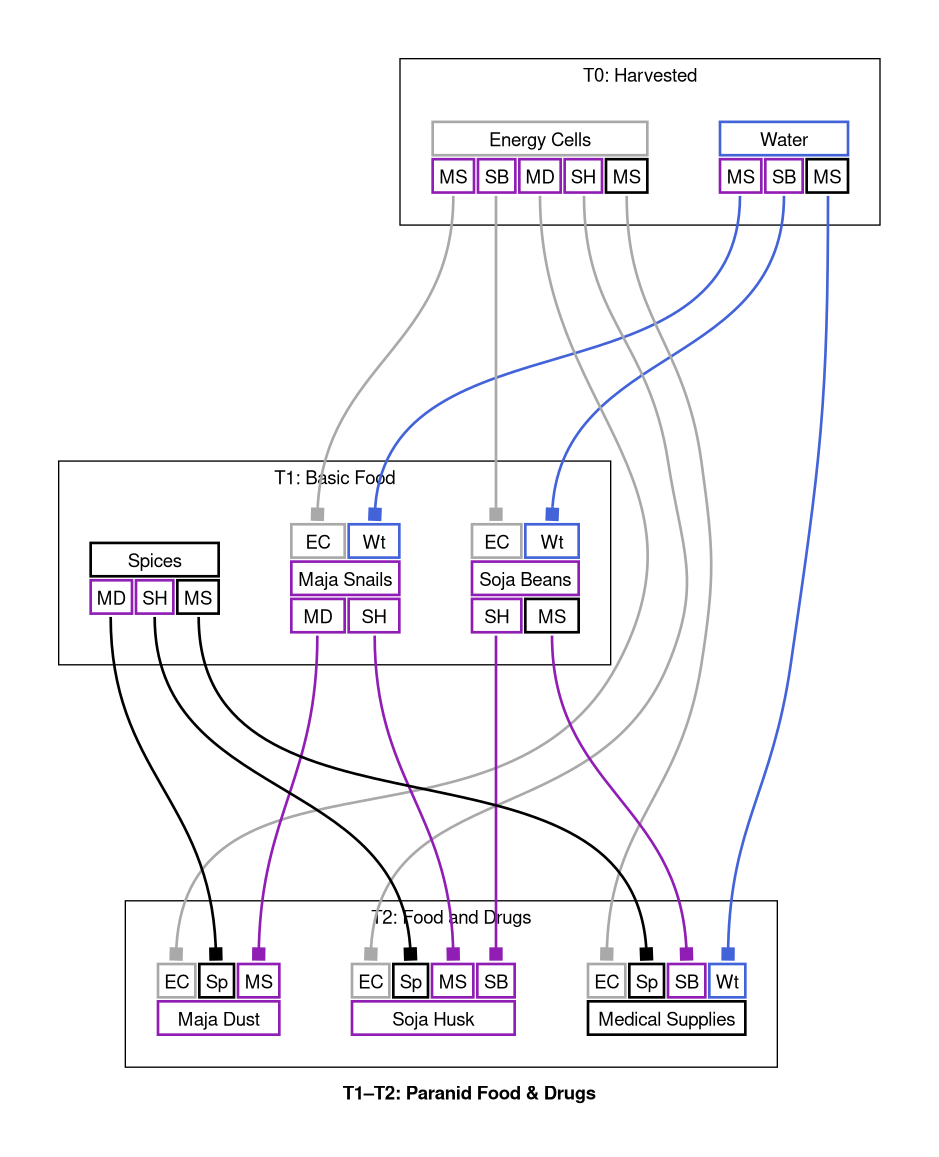 T0: Harvested
Energy Cells
Water
MS SB MD SH MS
MS SB MS
T1: Basic Food
EC Wt
EC Wt
Spices
Maja Snails
Soja Beans
MD SH MS
MD SH
SH MS
T2: Food and Drugs
EC Sp MS
EC Sp MS SB
EC Sp SB Wt
Maja Dust
Soja Husk
Medical Supplies
T1–T2: Paranid Food & Drugs